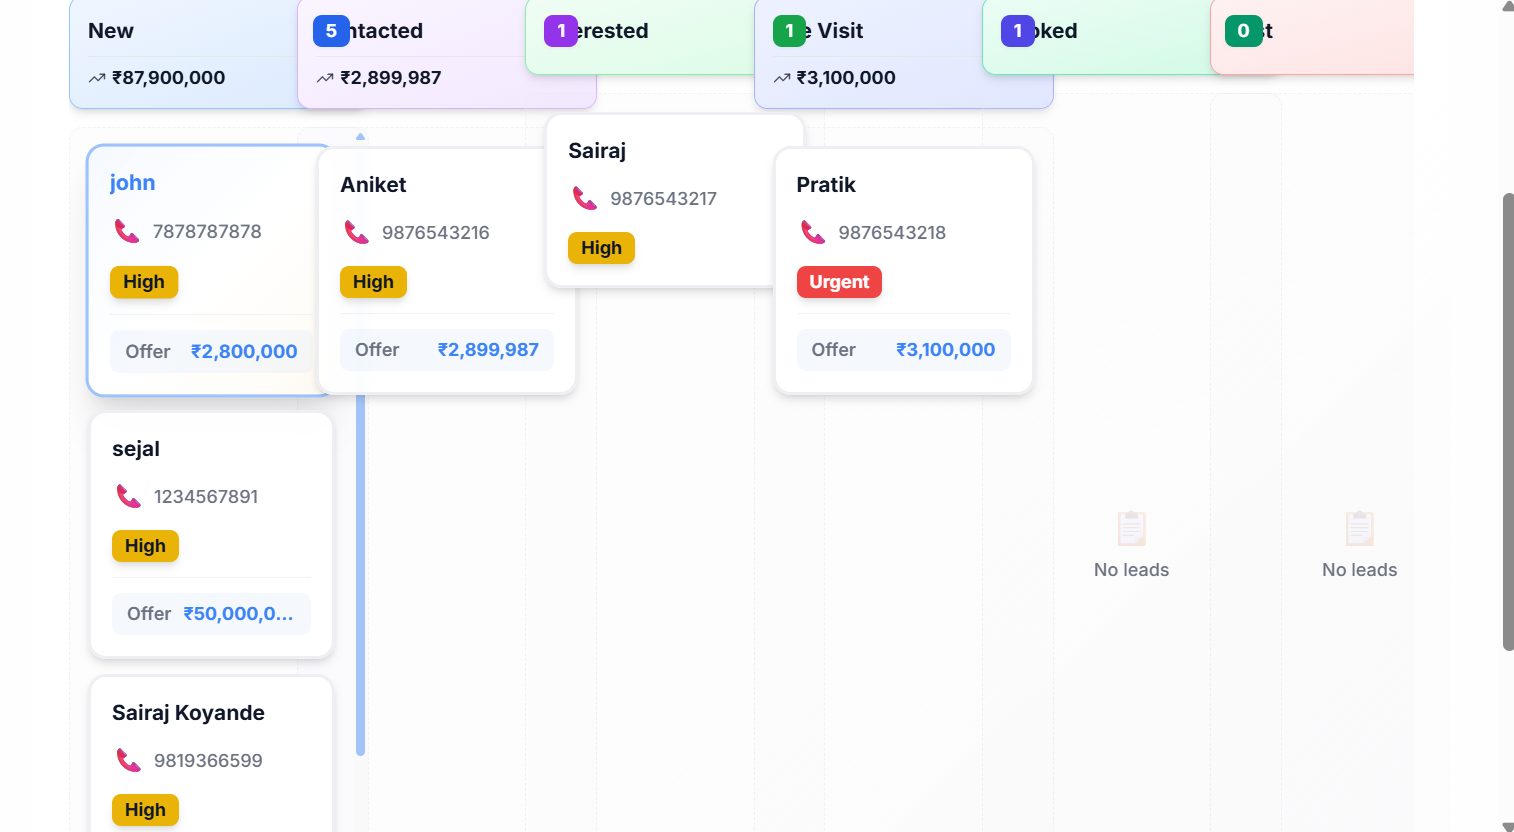 New
5
ntacted
1
erested
1
e Visit
1
oked
0
t
₹87,900,000
₹2,899,987
₹3,100,000
john
7878787878
High
Offer ₹2,800,000
Aniket
9876543216
High
Offer ₹2,899,987
Sairaj
9876543217
High
Pratik
9876543218
Urgent
Offer ₹3,100,000
sejal
1234567891
High
Offer ₹50,000,0...
No leads
No leads
Sairaj Koyande
9819366599
High